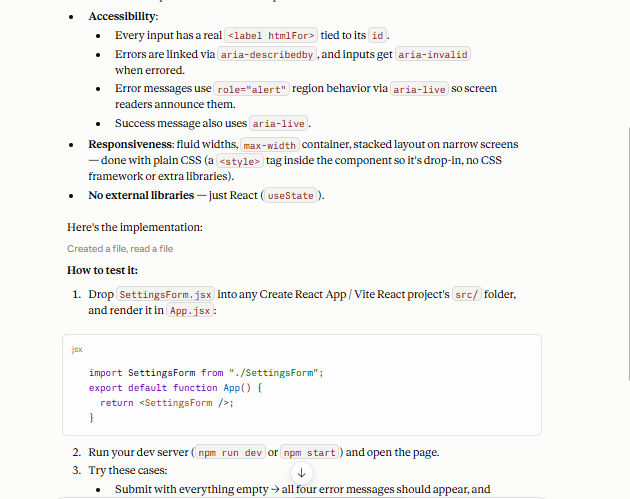 Accessibility:
Every input has a real <label htmlFor> tied to its id.
Errors are linked via aria-describedby, and inputs get aria-invalid
when errored.
Error messages use role="alert" region behavior via aria-live so screen
readers announce them.
Success message also uses aria-live.
Responsiveness: fluid widths, max-width container, stacked layout on narrow screens
— done with plain CSS (a <style> tag inside the component so it's drop-in, no CSS
framework or extra libraries).
No external libraries — just React (useState).
Here's the implementation:
Created a file, read a file
How to test it:
1. Drop SettingsForm.jsx into any Create React App / Vite React project's src/ folder,
and render it in App.jsx:
jsx
import SettingsForm from "./SettingsForm";
export default function App() {
return <SettingsForm />;
}
2. Run your dev server (npm run dev or npm start) and open the page.
3. Try these cases:
Submit with everything empty → all four error messages should appear, and